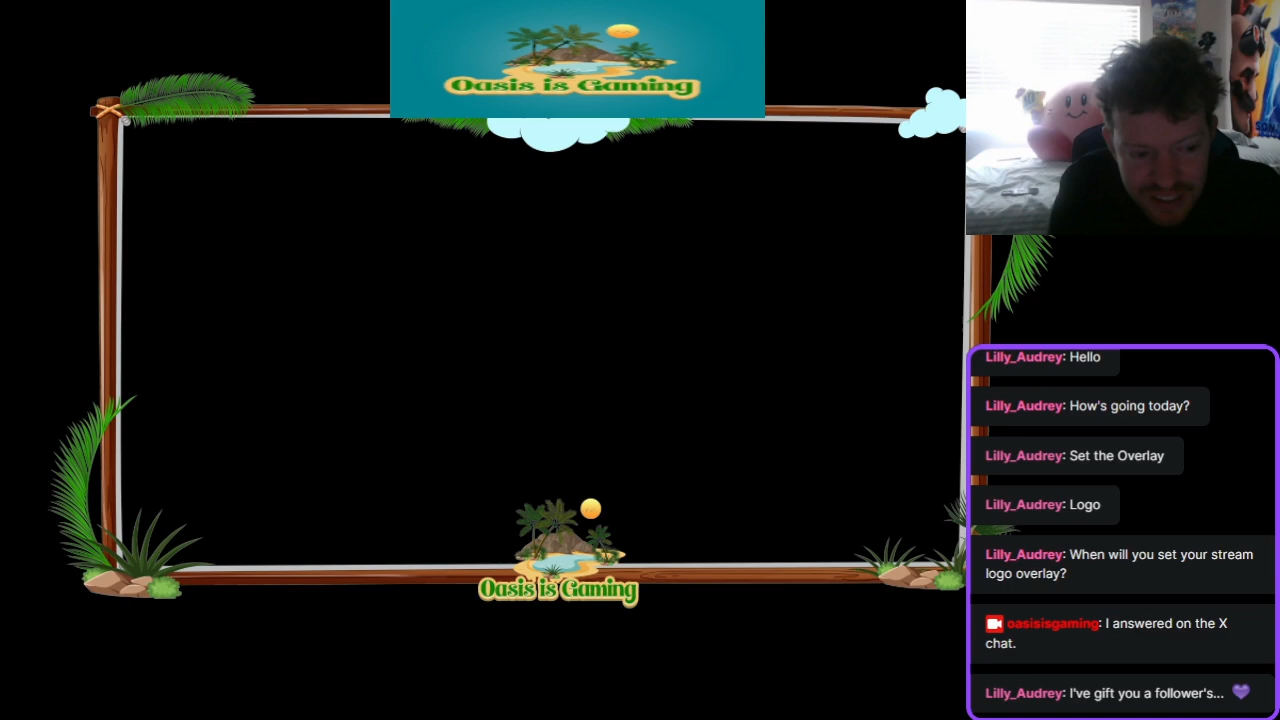 Oasis is Gaming
Lilly_Audrey: Hello
Lilly_Audrey: How's going today?
Lilly_Audrey: Set the Overlay
Lilly_Audrey: Logo
Lilly_Audrey: When will you set your stream
logo overlay?
oasisisgaming: I answered on the X
chat.
Lilly_Audrey: I've gift you a follower's... 💜
Oasis is Gaming